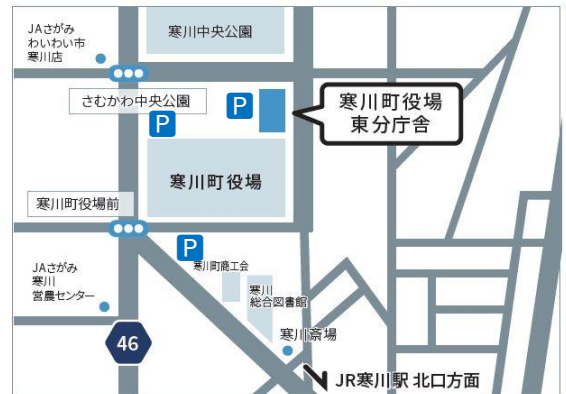 JAさがみ
わいわい市
寒川店
寒川中央公園
さむかわ中央公園
P
P
寒川町役場
東分庁舎
寒川町役場
寒川町役場前
P
寒川町商工会
JAさがみ
寒川
営農センター
寒川
総合図書館
46
寒川斎場
JR寒川駅 北口方面